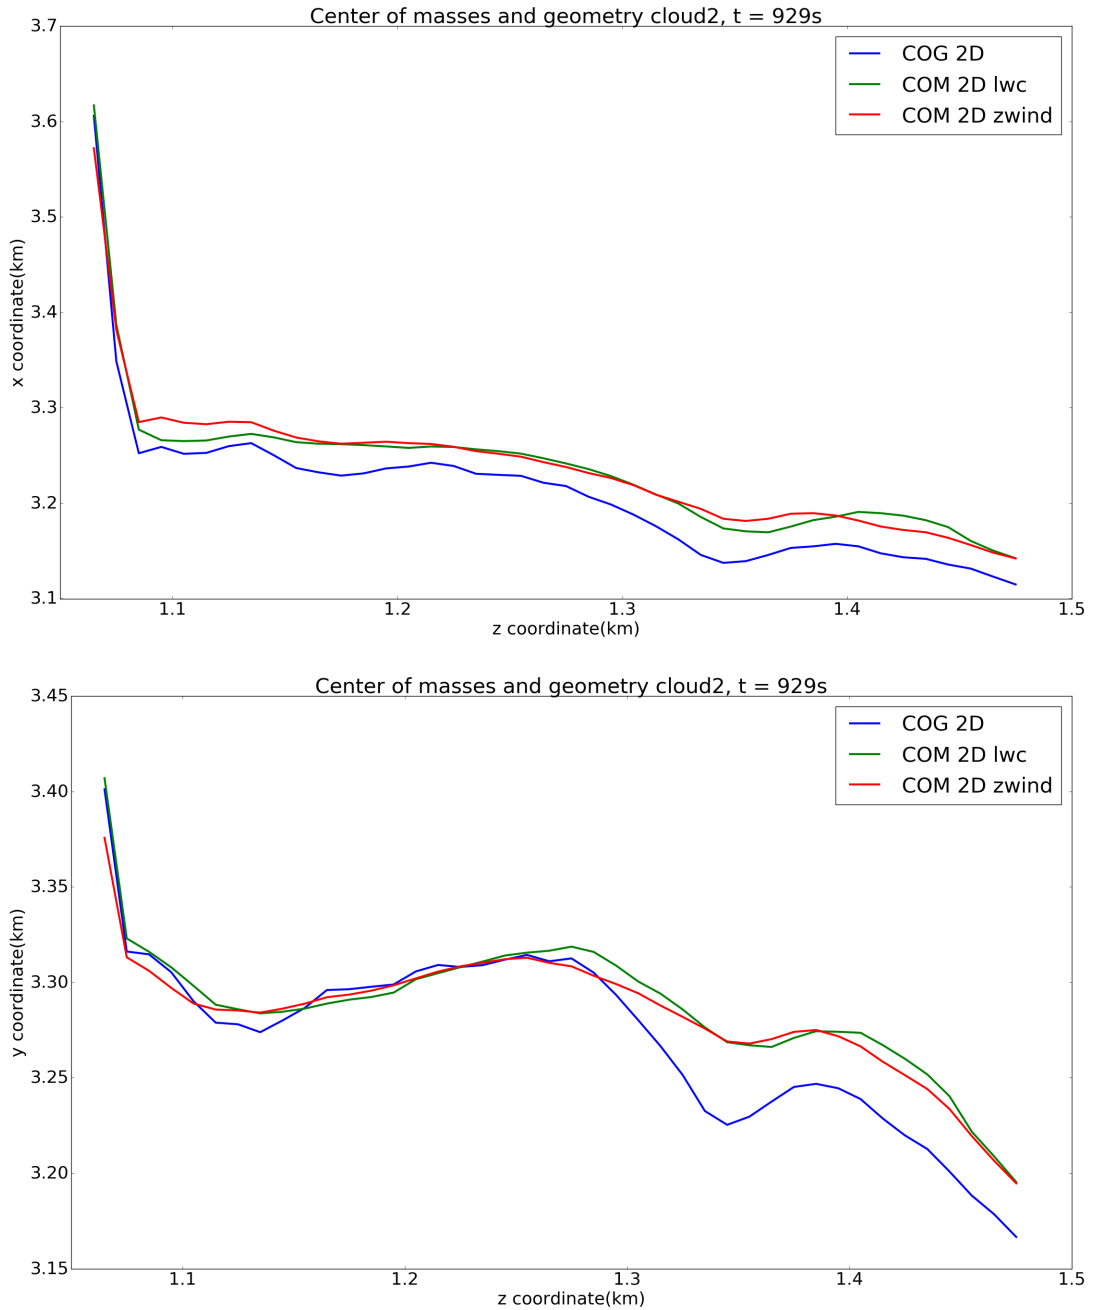 Center of masses and geometry cloud2, t = 929s
3.7
3.6
3.5
3.4
3.3
3.2
3.1
x coordinate(km)
COG 2D
COM 2D lwc
COM 2D zwind
1.1 1.2 1.3 1.4 1.5
z coordinate(km)
Center of masses and geometry cloud2, t = 929s
3.45
3.40
3.35
3.30
3.25
3.20
3.15
y coordinate(km)
COG 2D
COM 2D lwc
COM 2D zwind
1.1 1.2 1.3 1.4 1.5
z coordinate(km)